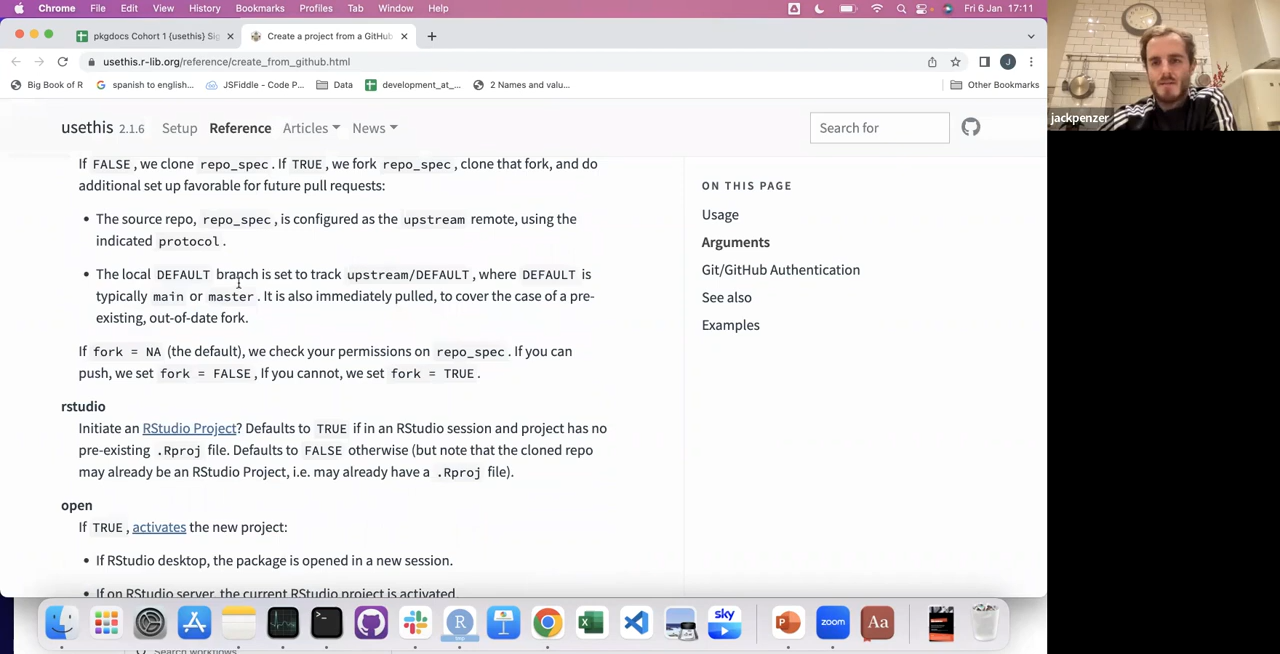 Chrome File Edit View History Bookmarks Profiles Tab Window Help Fri 6 Jan 17:11
pkgdocs Cohort 1 {usethis} Sig
Create a project from a GitHub
usethis.r-lib.org/reference/create_from_github.html
J
Big Book of R spanish to english... JSFiddle - Code P... Data development_at_... 2 Names and valu... Other Bookmarks
jackpenzer
usethis 2.1.6 Setup Reference Articles News Search for
If FALSE, we clone repo_spec. If TRUE, we fork repo_spec, clone that fork, and do
additional set up favorable for future pull requests:
• The source repo, repo_spec, is configured as the upstream remote, using the
indicated protocol.
• The local DEFAULT branch is set to track upstream/DEFAULT, where DEFAULT is
typically main or master. It is also immediately pulled, to cover the case of a pre-
existing, out-of-date fork.
If fork = NA (the default), we check your permissions on repo_spec. If you can
push, we set fork = FALSE, If you cannot, we set fork = TRUE.
rstudio
Initiate an RStudio Project? Defaults to TRUE if in an RStudio session and project has no
pre-existing .Rproj file. Defaults to FALSE otherwise (but note that the cloned repo
may already be an RStudio Project, i.e. may already have a .Rproj file).
open
If TRUE, activates the new project:
• If RStudio desktop, the package is opened in a new session.
• If on RStudio server, the current RStudio project is activated.
ON THIS PAGE
Usage
Arguments
Git/GitHub Authentication
See also
Examples
R
sky
zoom
Aa
Search workflows